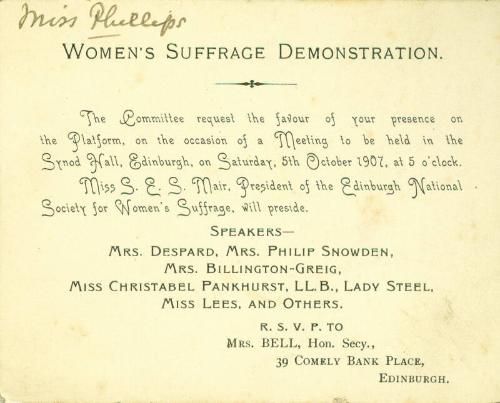 Miss Phillips
WOMEN'S SUFFRAGE DEMONSTRATION.
The Committee request the favour of your presence on
the Platform, on the occasion of a Meeting to be held in the
Synod Hall, Edinburgh, on Saturday, 5th October 1907, at 5 o'clock.
Miss S. E. S. Mair, President of the Edinburgh National
Society for Women's Suffrage, will preside.
SPEAKERS—
MRS. DESPARD, MRS. PHILIP SNOWDEN,
MRS. BILLINGTON-GREIG,
MISS CHRISTABEL PANKHURST, LL.B., LADY STEEL,
MISS LEES, AND OTHERS.
R. S. V. P. TO
MRS. BELL, Hon. Secy.,
39 COMELY BANK PLACE,
EDINBURGH.